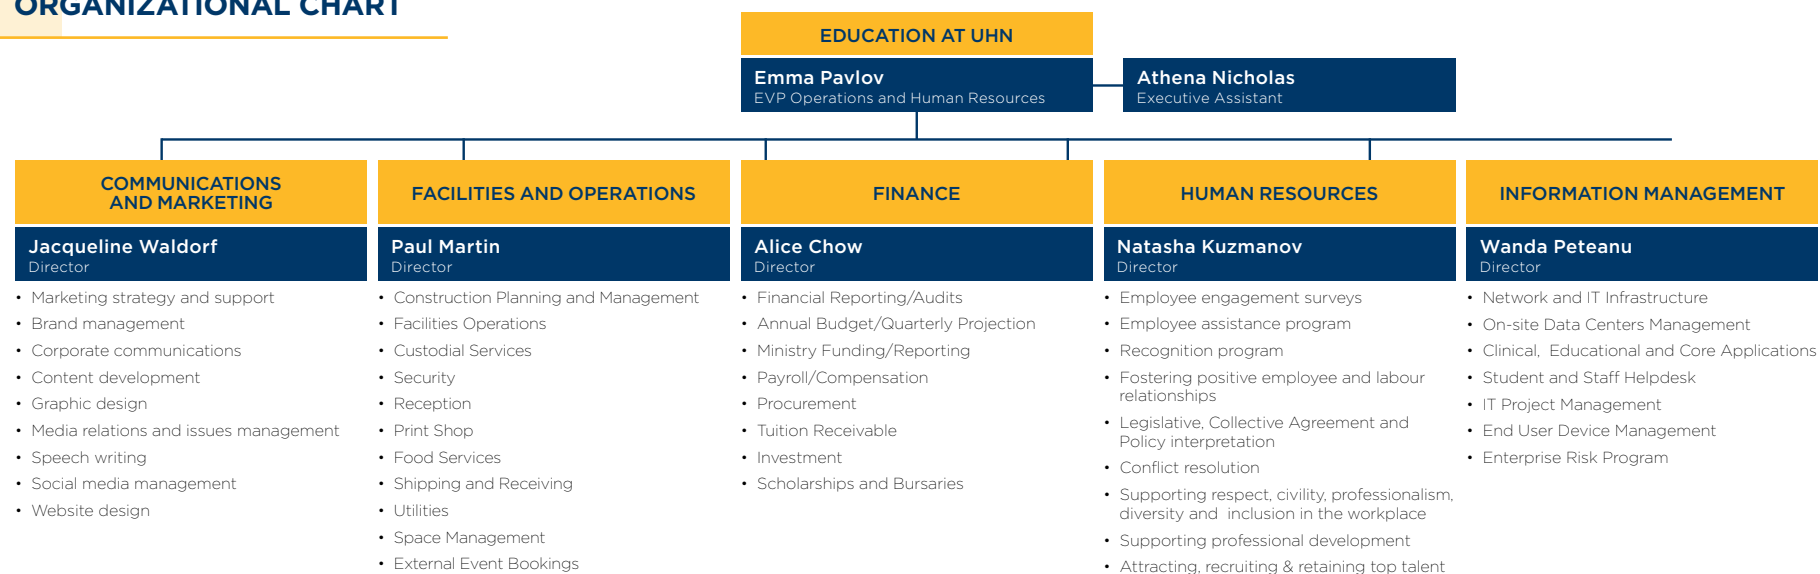 ORGANIZATIONAL CHART
EDUCATION AT UHN
Emma Pavlov
EVP Operations and Human Resources
Athena Nicholas
Executive Assistant
COMMUNICATIONS
AND MARKETING
Jacqueline Waldorf
Director
• Marketing strategy and support
• Brand management
• Corporate communications
• Content development
• Graphic design
• Media relations and issues management
• Speech writing
• Social media management
• Website design
FACILITIES AND OPERATIONS
Paul Martin
Director
• Construction Planning and Management
• Facilities Operations
• Custodial Services
• Security
• Reception
• Print Shop
• Food Services
• Shipping and Receiving
• Utilities
• Space Management
• External Event Bookings
FINANCE
Alice Chow
Director
• Financial Reporting/Audits
• Annual Budget/Quarterly Projection
• Ministry Funding/Reporting
• Payroll/Compensation
• Procurement
• Tuition Receivable
• Investment
• Scholarships and Bursaries
HUMAN RESOURCES
Natasha Kuzmanov
Director
• Employee engagement surveys
• Employee assistance program
• Recognition program
• Fostering positive employee and labour
relationships
• Legislative, Collective Agreement and
Policy interpretation
• Conflict resolution
• Supporting respect, civility, professionalism,
diversity and inclusion in the workplace
• Supporting professional development
• Attracting, recruiting & retaining top talent
INFORMATION MANAGEMENT
Wanda Peteanu
Director
• Network and IT Infrastructure
• On-site Data Centers Management
• Clinical, Educational and Core Applications
• Student and Staff Helpdesk
• IT Project Management
• End User Device Management
• Enterprise Risk Program